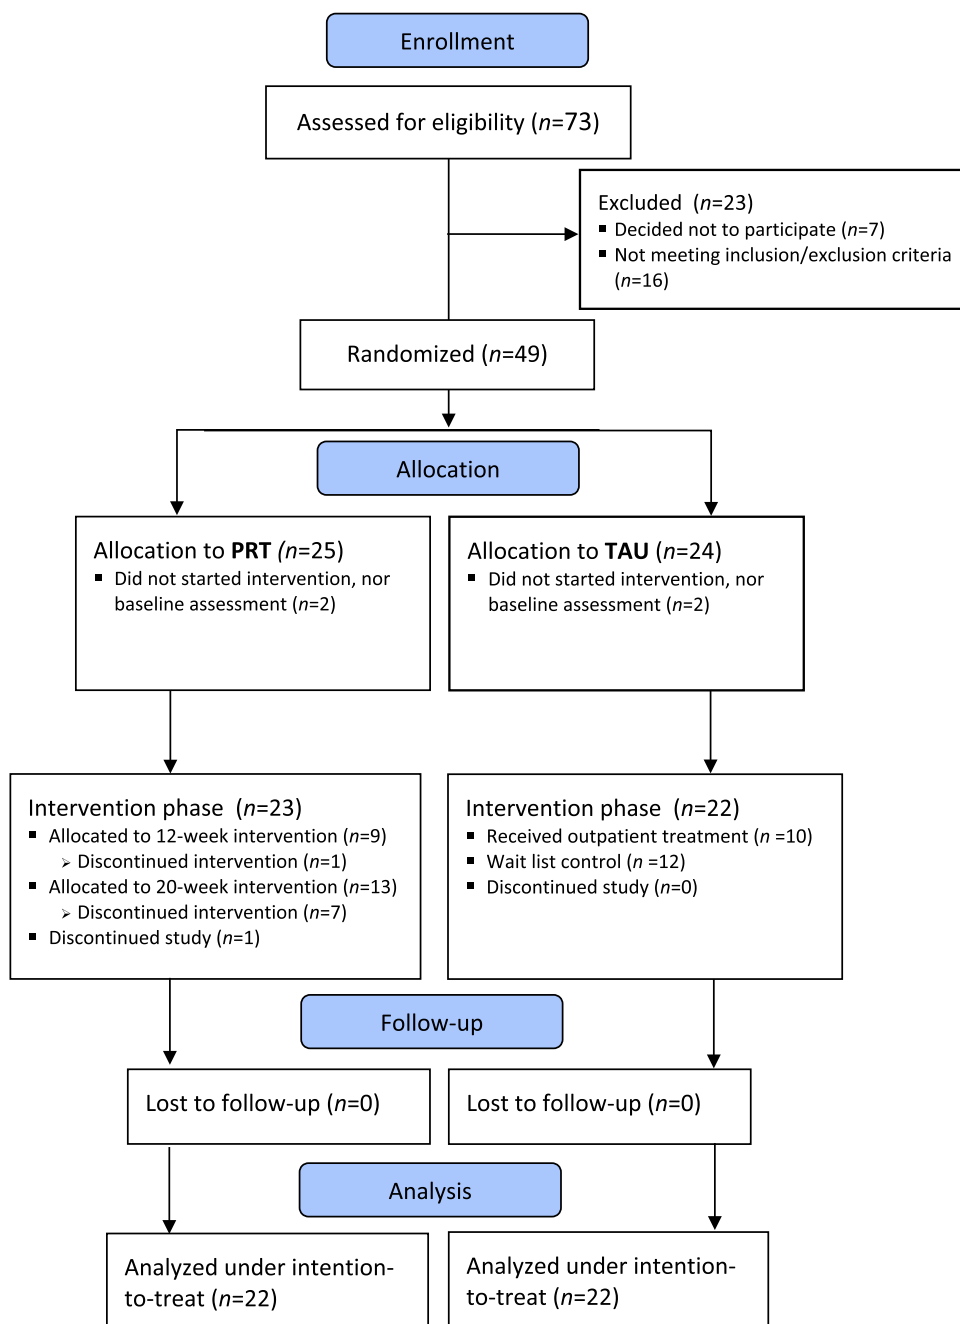 Enrollment
Assessed for eligibility (n=73)
Excluded (n=23)
▪ Decided not to participate (n=7)
▪ Not meeting inclusion/exclusion criteria
(n=16)
Randomized (n=49)
Allocation
Allocation to PRT (n=25)
▪ Did not started intervention, nor
baseline assessment (n=2)
Allocation to TAU (n=24)
▪ Did not started intervention, nor
baseline assessment (n=2)
Intervention phase (n=23)
▪ Allocated to 12-week intervention (n=9)
➢ Discontinued intervention (n=1)
▪ Allocated to 20-week intervention (n=13)
➢ Discontinued intervention (n=7)
▪ Discontinued study (n=1)
Intervention phase (n=22)
▪ Received outpatient treatment (n =10)
▪ Wait list control (n =12)
▪ Discontinued study (n=0)
Follow-up
Lost to follow-up (n=0)
Lost to follow-up (n=0)
Analysis
Analyzed under intention-
to-treat (n=22)
Analyzed under intention-
to-treat (n=22)